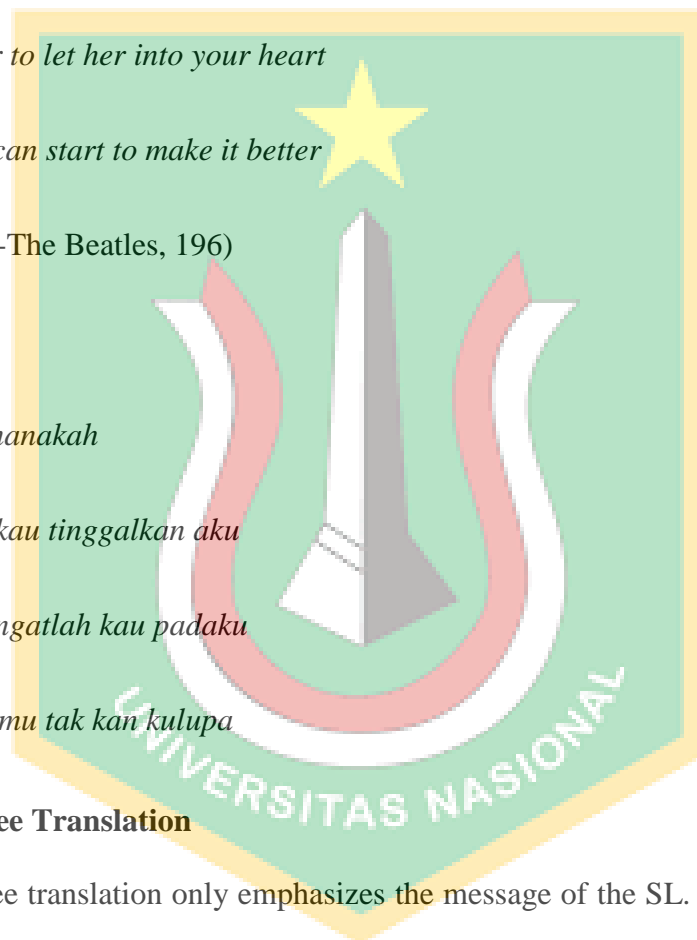 to let her into your heart
can start to make it better
-The Beatles, 196)
kau tinggalkan aku
ngatlah kau padaku
mu tak kan kulupa
UNIVERSITAS NASIONAL
ee Translation
ee translation only emphasizes the message of the SL.